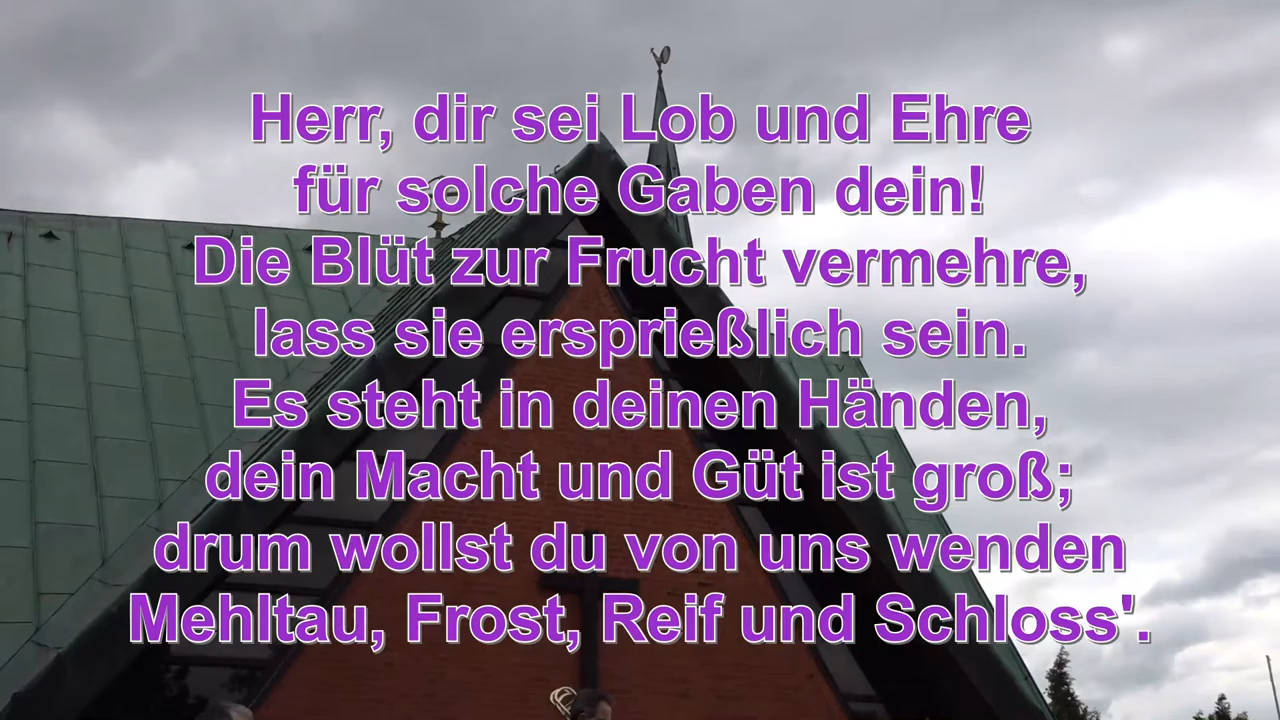 Herr, dir sei Lob und Ehre
für solche Gaben dein!
Die Blüt zur Frucht vermehre,
lass sie ersprießlich sein.
Es steht in deinen Händen,
dein Macht und Güt ist groß;
drum wollst du von uns wenden
Mehltau, Frost, Reif und Schloss'.